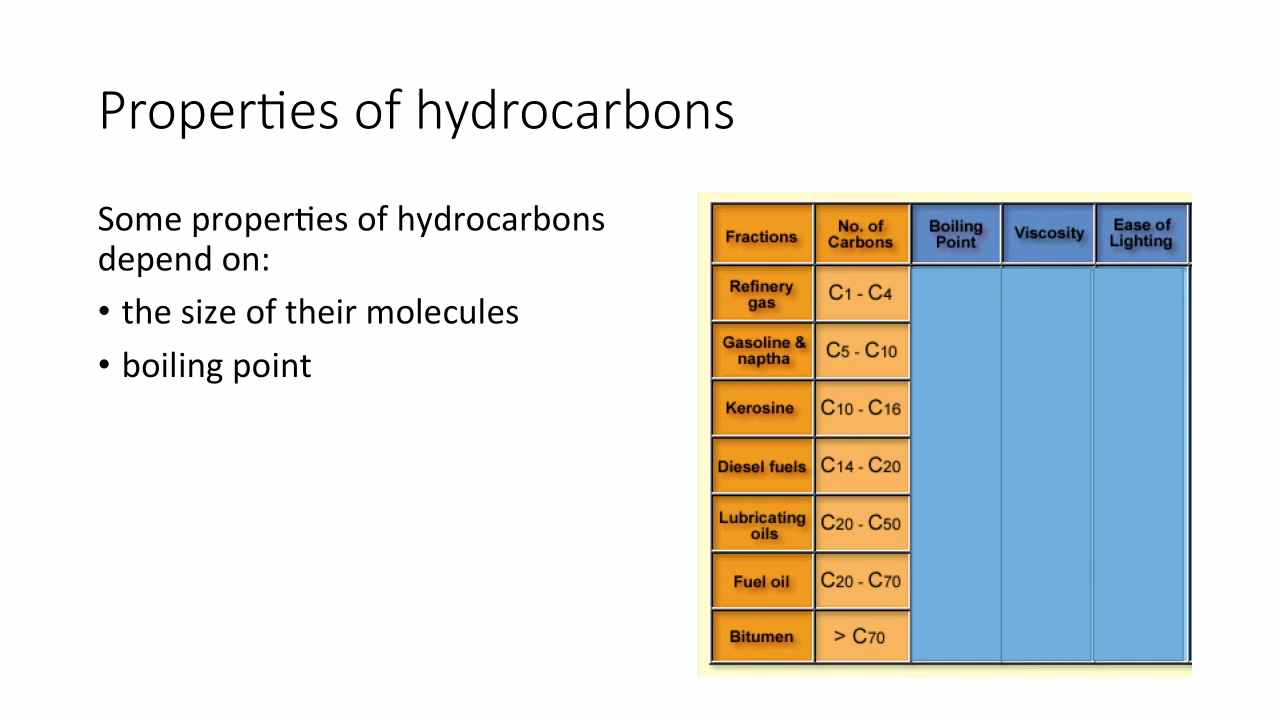 Properties of hydrocarbons
Some properties of hydrocarbons
depend on:
• the size of their molecules
• boiling point
Fractions
No. of
Carbons
Boiling
Point
Viscosity
Ease of
Lighting
Refinery
gas
C1 - C4
Gasoline &
naptha
C5 - C10
Kerosine
C10 - C16
Diesel fuels
C14 - C20
Lubricating
oils
C20 - C50
Fuel oil
C20 - C70
Bitumen
> C70